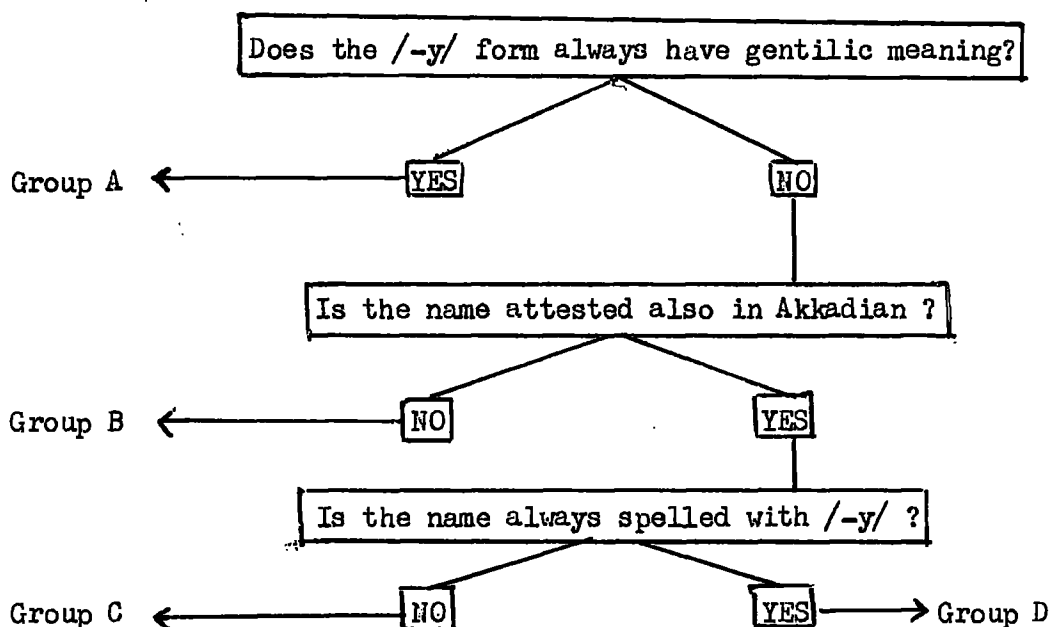 Does the /-y/ form always have gentilic meaning?
Group A YES NO
Is the name attested also in Akkadian ?
Group B NO YES
Is the name always spelled with /-y/ ?
Group C NO YES Group D